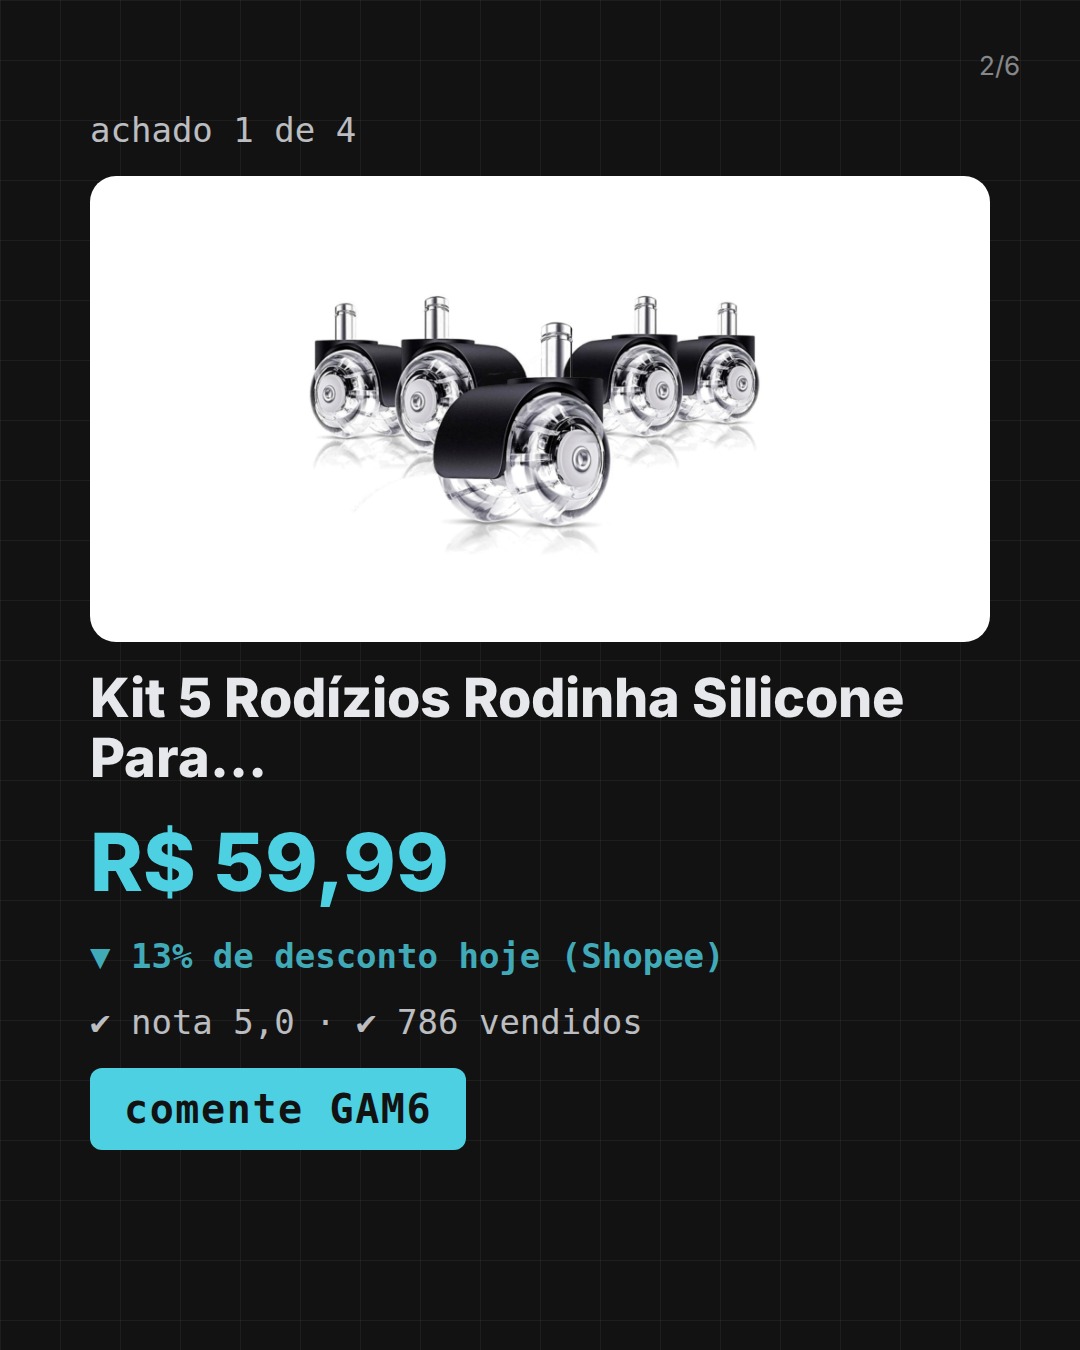 2/6
achado 1 de 4
Kit 5 Rodízios Rodinha Silicone
Para...
R$ 59,99
▼ 13% de desconto hoje (Shopee)
✔ nota 5,0 · ✔ 786 vendidos
comente GAM6